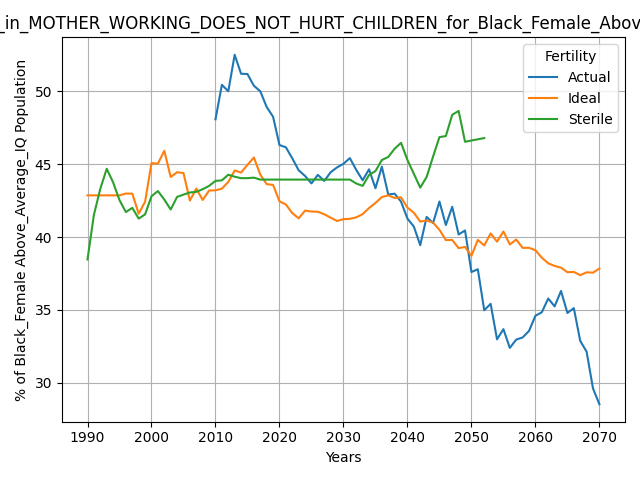 _in_MOTHER_WORKING_DOES_NOT_HURT_CHILDREN_for_Black_Female_Abov
Fertility
Actual
Ideal
Sterile
% of Black_Female Above_Average_IQ Population
50
45
40
35
30
1990 2000 2010 2020 2030 2040 2050 2060 2070
Years